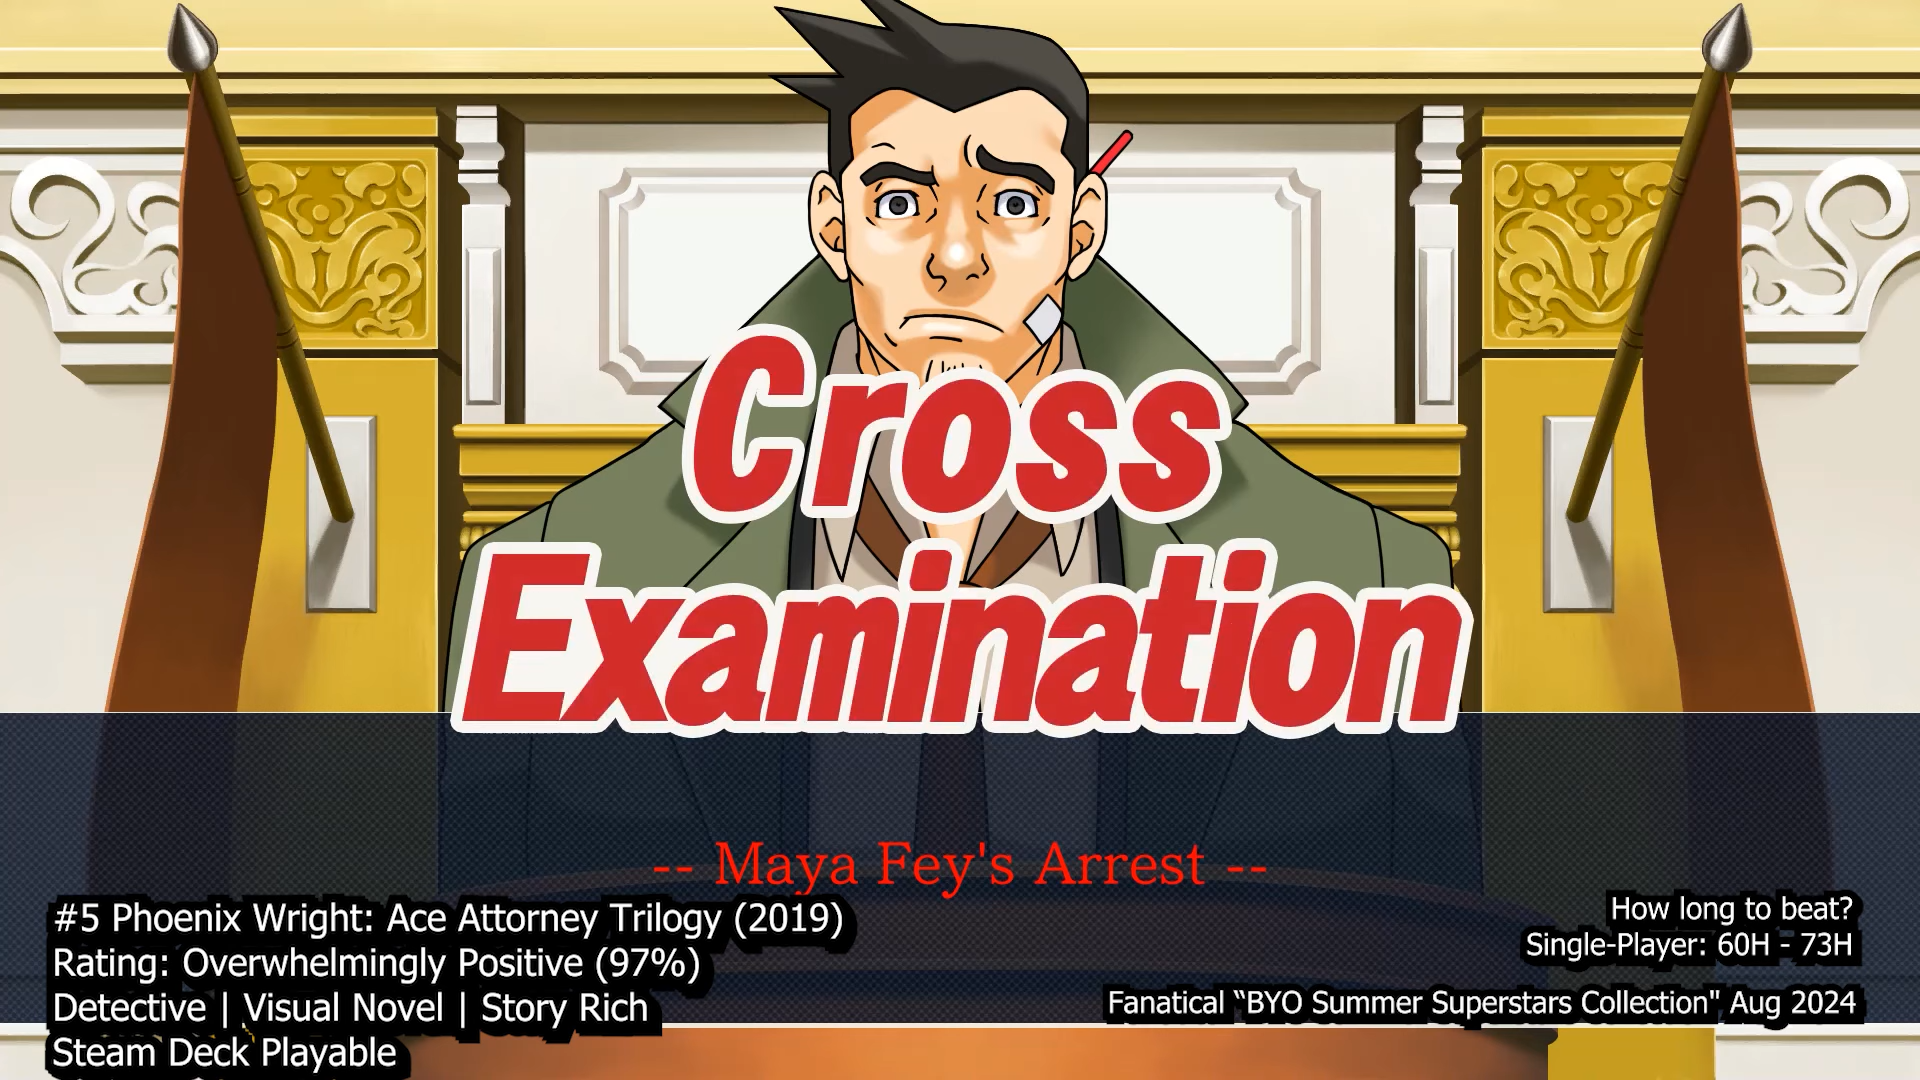 Cross
Examination
-- Maya Fey's Arrest --
#5 Phoenix Wright: Ace Attorney Trilogy (2019)
Rating: Overwhelmingly Positive (97%)
Detective | Visual Novel | Story Rich
Steam Deck Playable
How long to beat?
Single-Player: 60H - 73H
Fanatical “BYO Summer Superstars Collection" Aug 2024